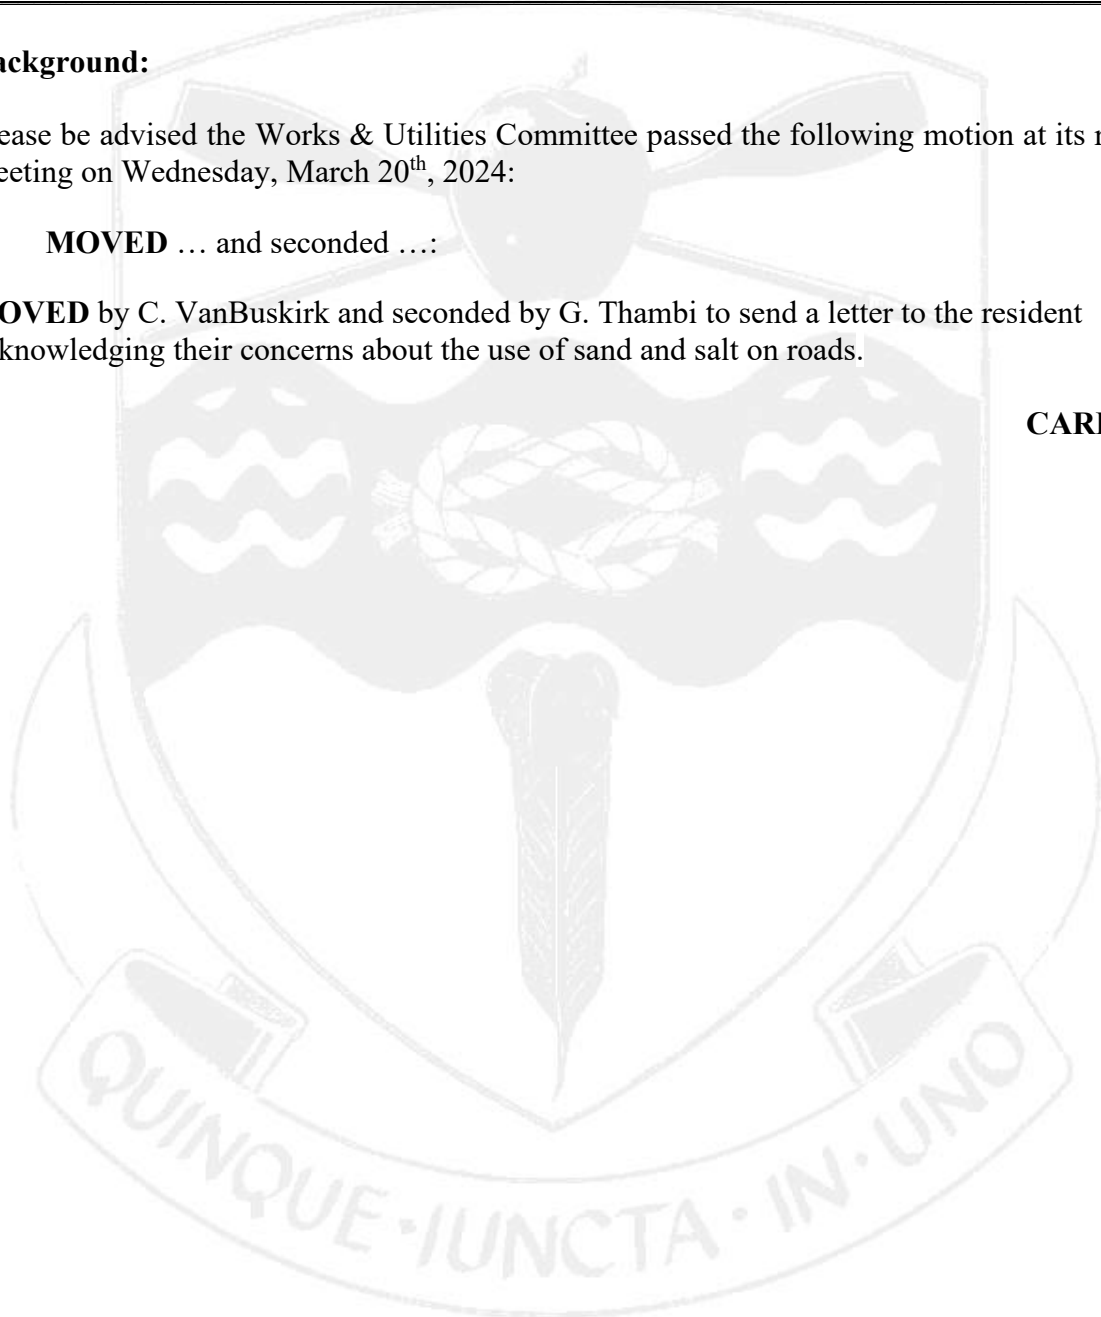 ackground:
ease be advised the Works & Utilities Committee passed the following motion at its r
eeting on Wednesday, March 20th, 2024:
MOVED … and seconded …:
OVED by C. VanBuskirk and seconded by G. Thambi to send a letter to the resident
knowledging their concerns about the use of sand and salt on roads.
CARR
QUINQUE·IUNCTA·IN·UNO